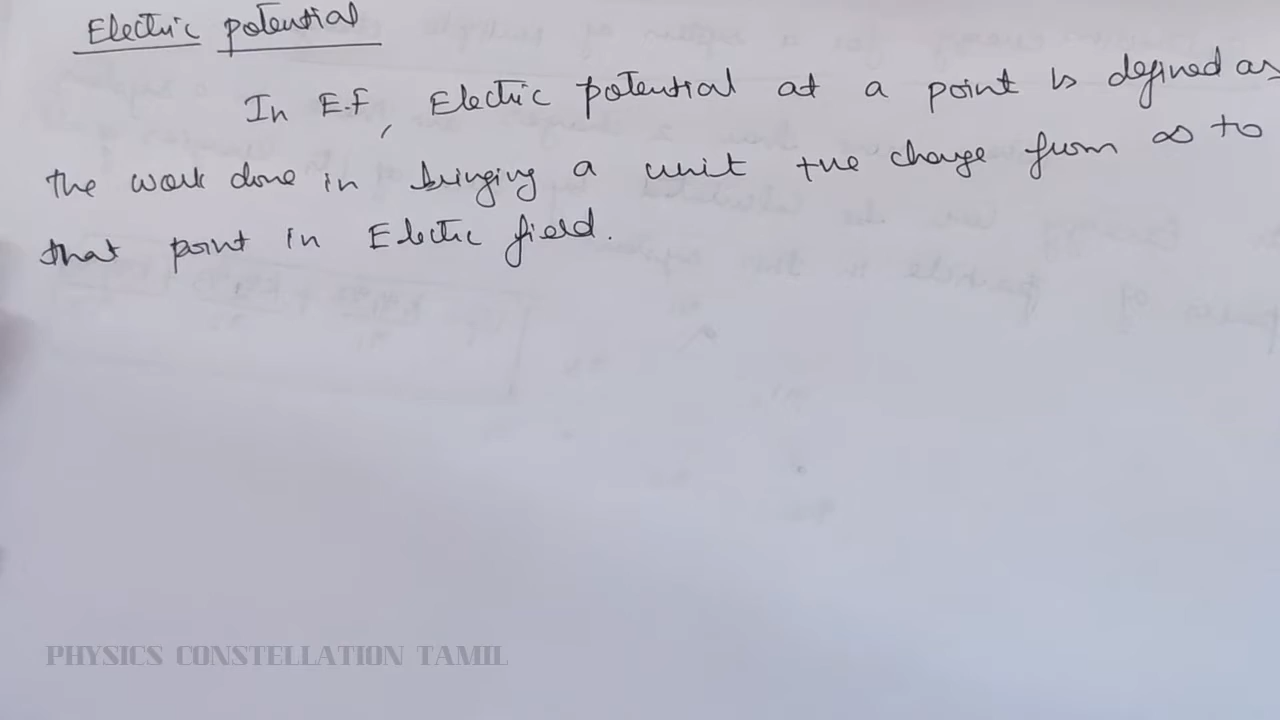 Electric potential
In E.F, Electric potential at a point is defined as
the work done in bringing a unit +ve charge from ∞ to
that point in Electric field.
PHYSICS CONSTELLATION TAMIL